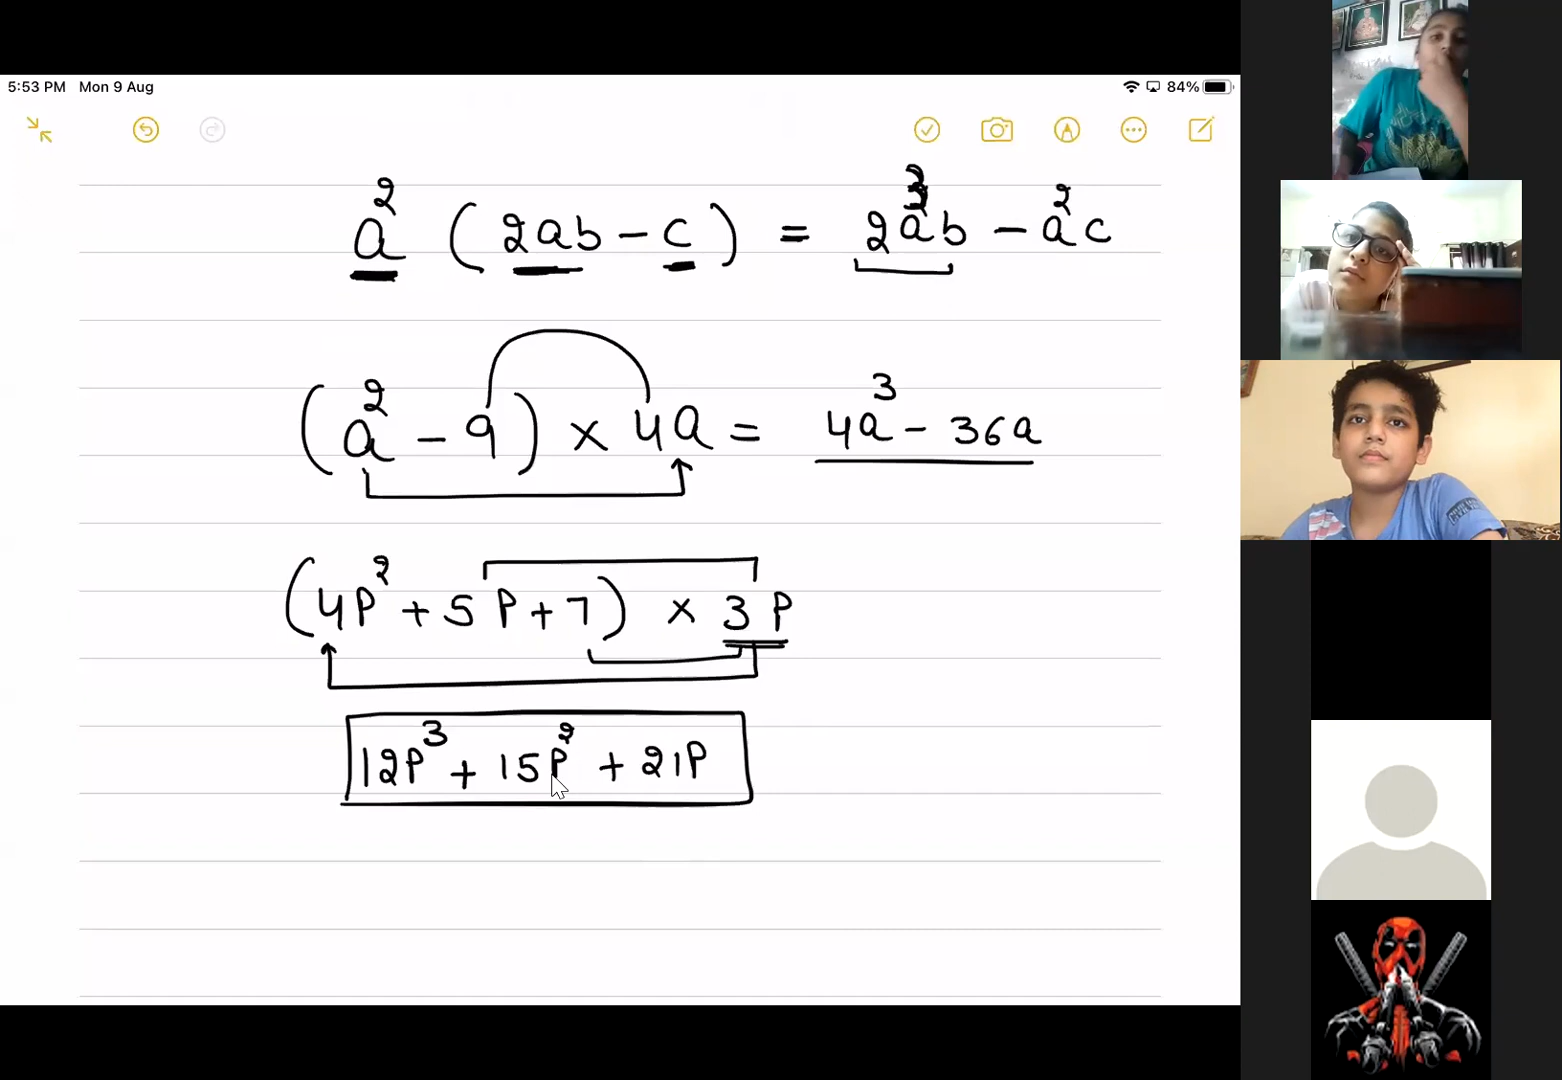 5:53 PM Mon 9 Aug 84%
a² (2ab - c) = 2a³b - a²c
(a² - 9) × 4a = 4a³ - 36a
(4P² + 5P + 7) × 3P
12P³ + 15P² + 21P